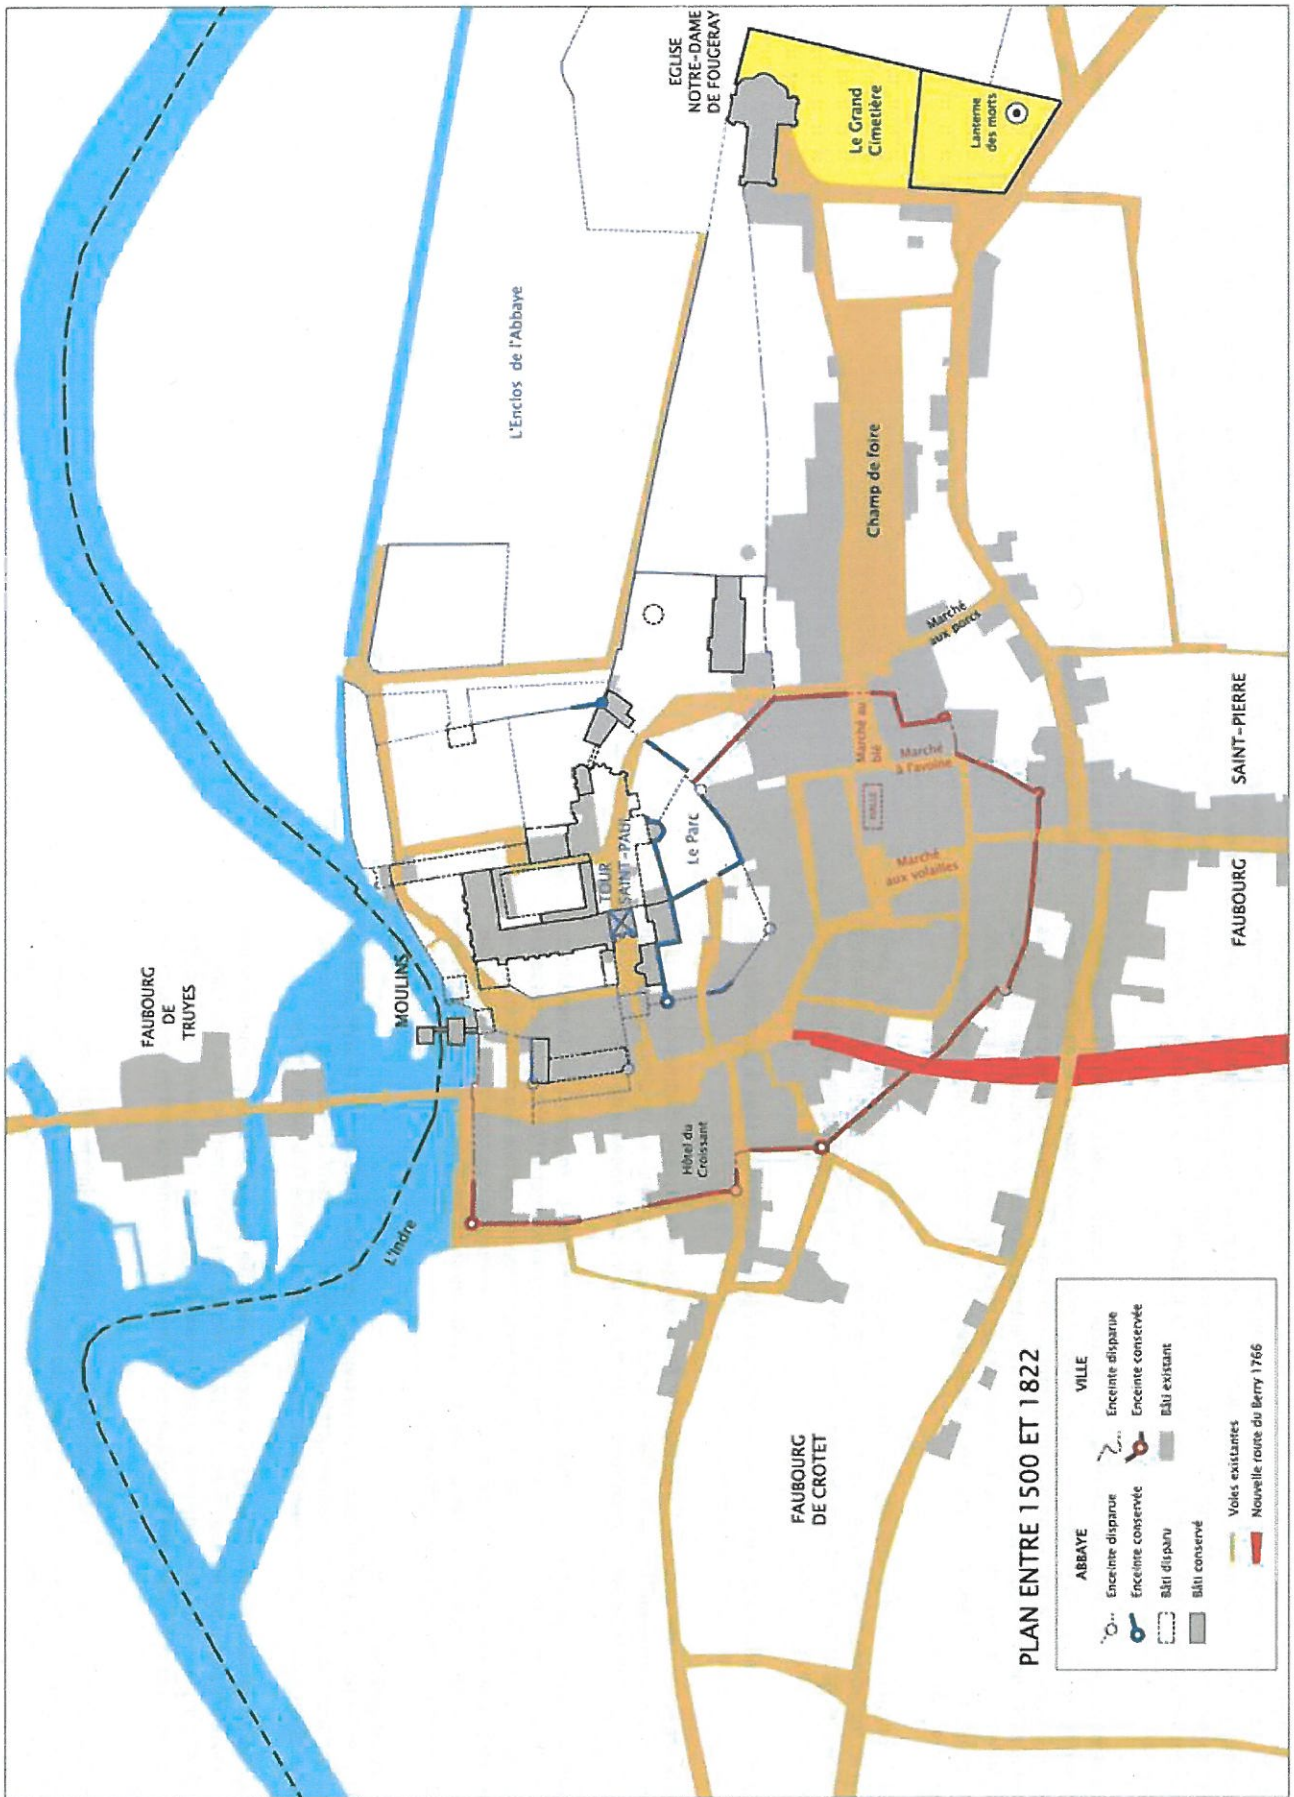 EGLISE
NOTRE-DAME
DE FOUGERAY
Le Grand
Cimetière
Lanterne
des morts
L'Enclos de l'Abbaye
Champ de foire
Marché
aux porcs
SAINT-PIERRE
FAUBOURG
Marché au
blé
Marché
à l'avoine
HALLE
Marché
aux volailles
Le Parc
TOUR
SAINT-PAUL
MOULINS
FAUBOURG
DE
TRUYES
Hôtel du
Croissant
L'Indre
FAUBOURG
DE CROTET
PLAN ENTRE 1500 ET 1822
ABBAYE
Enceinte disparue
Enceinte conservée
Bâti disparu
Bâti conservé
VILLE
Enceinte disparue
Enceinte conservée
Bâti existant
Voies existantes
Nouvelle route du Berry 1766